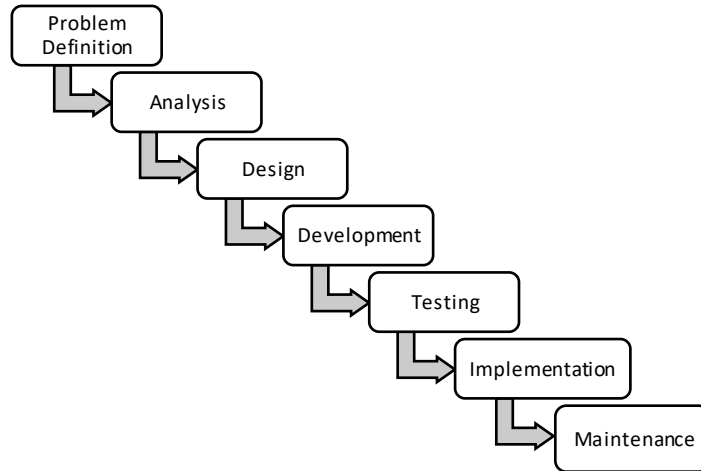 Problem
Definition
Analysis
Design
Development
Testing
Implementation
Maintenance